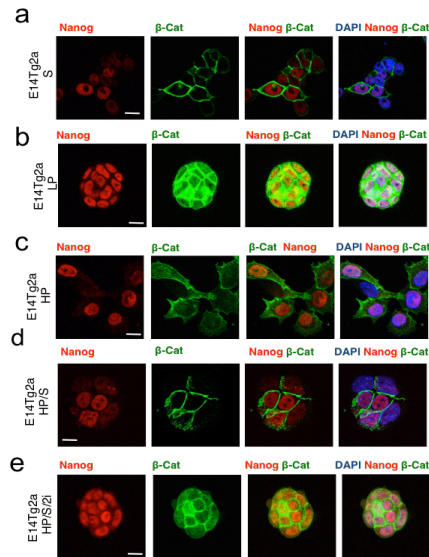 a
Nanog β-Cat Nanog β-Cat DAPI Nanog β-Cat
E14Tg2a
S
b
Nanog β-Cat Nanog β-Cat DAPI Nanog β-Cat
E14Tg2a
LP
c
Nanog β-Cat β-Cat Nanog DAPI Nanog β-Cat
E14Tg2a
HP
d
Nanog β-Cat Nanog β-Cat DAPI Nanog β-Cat
E14Tg2a
HP/S
e
Nanog β-Cat Nanog β-Cat DAPI Nanog β-Cat
E14Tg2a
HP/S/2i